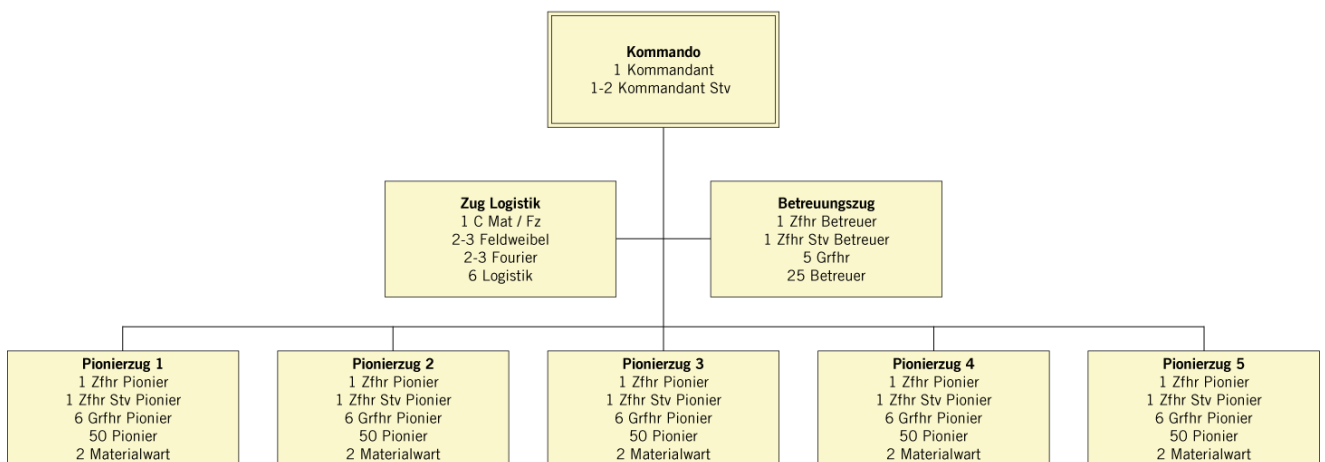 Kommando
1 Kommandant
1-2 Kommandant Stv
Zug Logistik
1 C Mat / Fz
2-3 Feldweibel
2-3 Fourier
6 Logistik
Betreuungszug
1 Zfhr Betreuer
1 Zfhr Stv Betreuer
5 Grfhr
25 Betreuer
Pionierzug 1
1 Zfhr Pionier
1 Zfhr Stv Pionier
6 Grfhr Pionier
50 Pionier
2 Materialwart
Pionierzug 2
1 Zfhr Pionier
1 Zfhr Stv Pionier
6 Grfhr Pionier
50 Pionier
2 Materialwart
Pionierzug 3
1 Zfhr Pionier
1 Zfhr Stv Pionier
6 Grfhr Pionier
50 Pionier
2 Materialwart
Pionierzug 4
1 Zfhr Pionier
1 Zfhr Stv Pionier
6 Grfhr Pionier
50 Pionier
2 Materialwart
Pionierzug 5
1 Zfhr Pionier
1 Zfhr Stv Pionier
6 Grfhr Pionier
50 Pionier
2 Materialwart